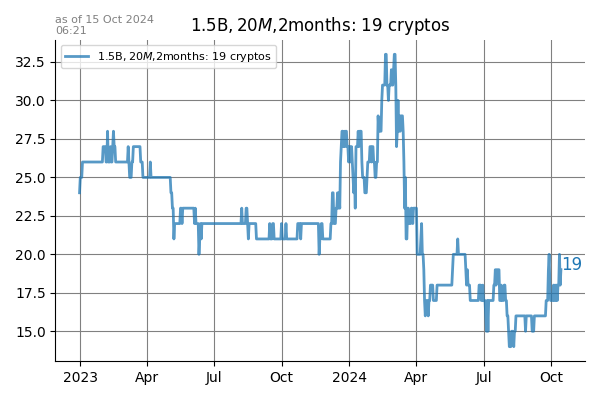 as of 15 Oct 2024
06:21
1.5B, 20M,2months: 19 cryptos
1.5B, 20M,2months: 19 cryptos
32.5
30.0
27.5
25.0
22.5
20.0
17.5
15.0
19
2023 Apr Jul Oct 2024 Apr Jul Oct